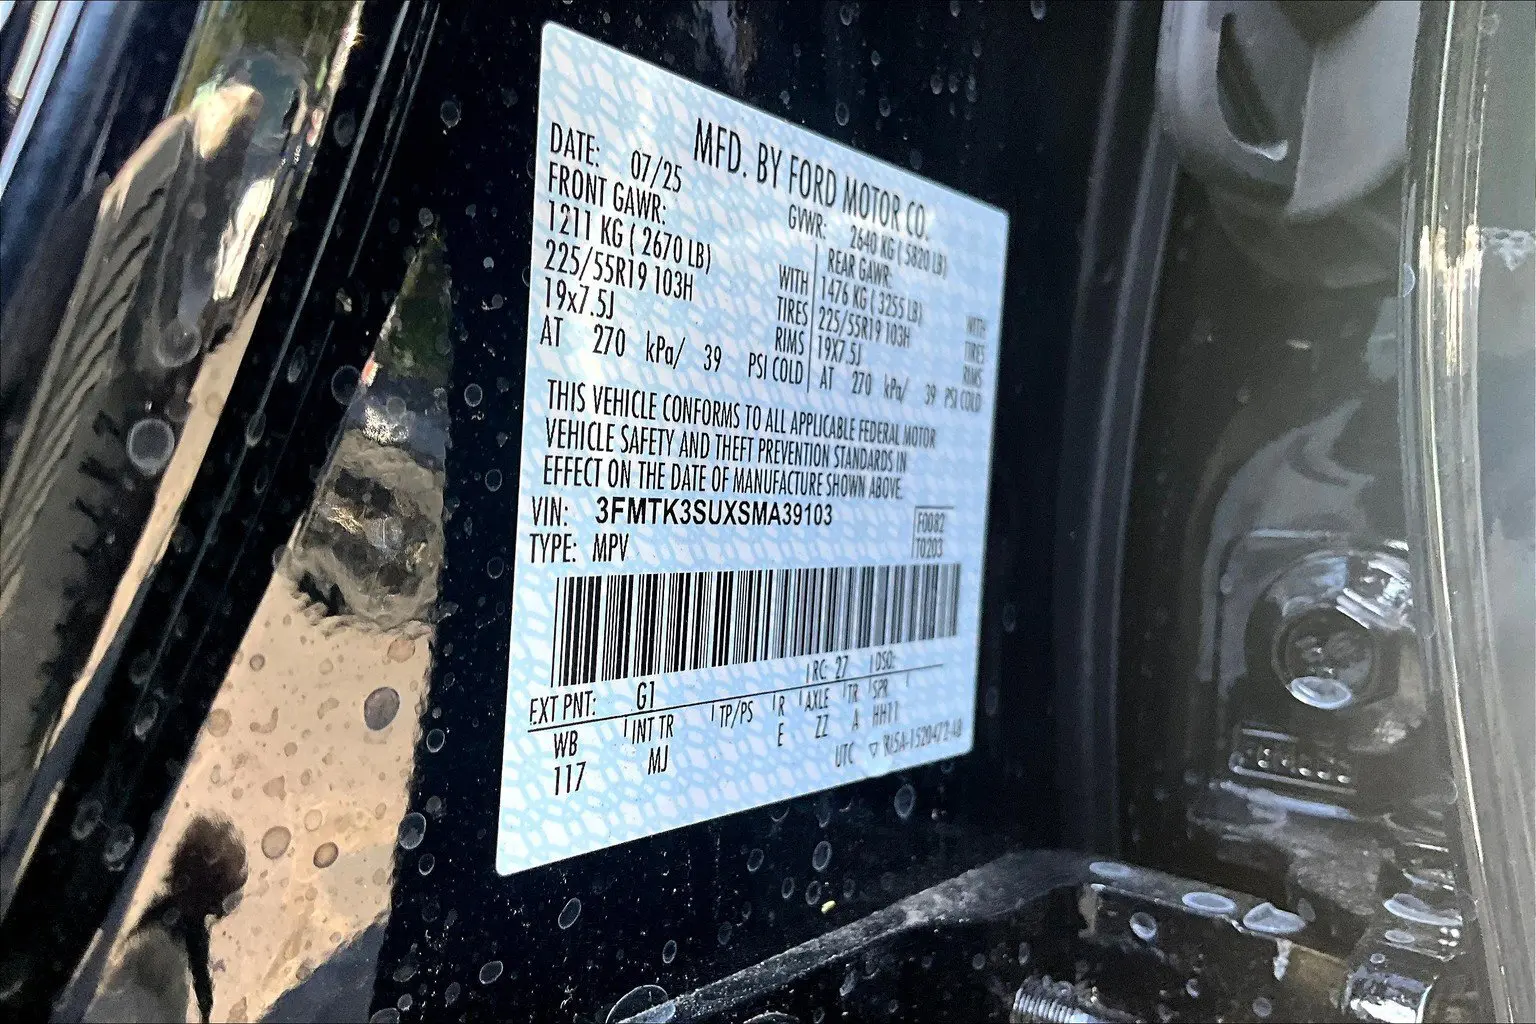 MFD. BY FORD MOTOR CO.
DATE: 07/25 GVWR: 2640 KG ( 5820 LB)
FRONT GAWR: REAR GAWR:
1211 KG ( 2670 LB) WITH 1476 KG ( 3255 LB) WITH
225/55R19 103H TIRES 225/55R19 103H TIRES
19x7.5J RIMS 19X7.5J RIMS
AT 270 kPa/ 39 PSI COLD AT 270 kPa/ 39 PSI COLD
THIS VEHICLE CONFORMS TO ALL APPLICABLE FEDERAL MOTOR
VEHICLE SAFETY AND THEFT PREVENTION STANDARDS IN
EFFECT ON THE DATE OF MANUFACTURE SHOWN ABOVE.
VIN: 3FMTK3SUXSMA39103 F0082
TYPE: MPV T0203
EXT PNT: G1 RC: 27 DSO:
WB INT TR TP/PS R AXLE TR SPR
117 MJ E ZZ A HH11
UTC